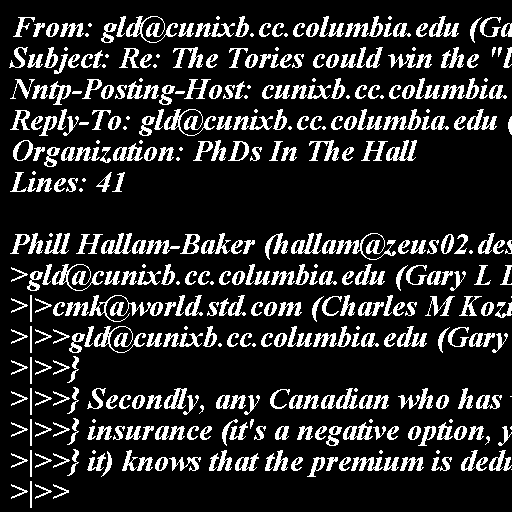 From: gld@cunixb.cc.columbia.edu (Ga
Subject: Re: The Tories could win the "l
Nntp-Posting-Host: cunixb.cc.columbia.
Reply-To: gld@cunixb.cc.columbia.edu (
Organization: PhDs In The Hall
Lines: 41

Phill Hallam-Baker (hallam@zeus02.des
>gld@cunixb.cc.columbia.edu (Gary L D
>|>cmk@world.std.com (Charles M Kozi
>|>>gld@cunixb.cc.columbia.edu (Gary
>|>>{
>|>>} Secondly, any Canadian who has
>|>>} insurance (it's a negative option, y
>|>>} it) knows that the premium is dedu
>|>>